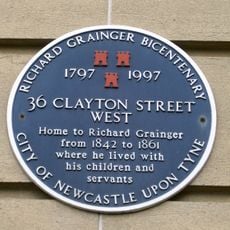 RICHARD GRAINGER BICENTENARY
1797 1997
36 CLAYTON STREET
WEST
Home to Richard Grainger
from 1842 to 1861
where he lived with
his children and
servants
CITY OF NEWCASTLE UPON TYNE